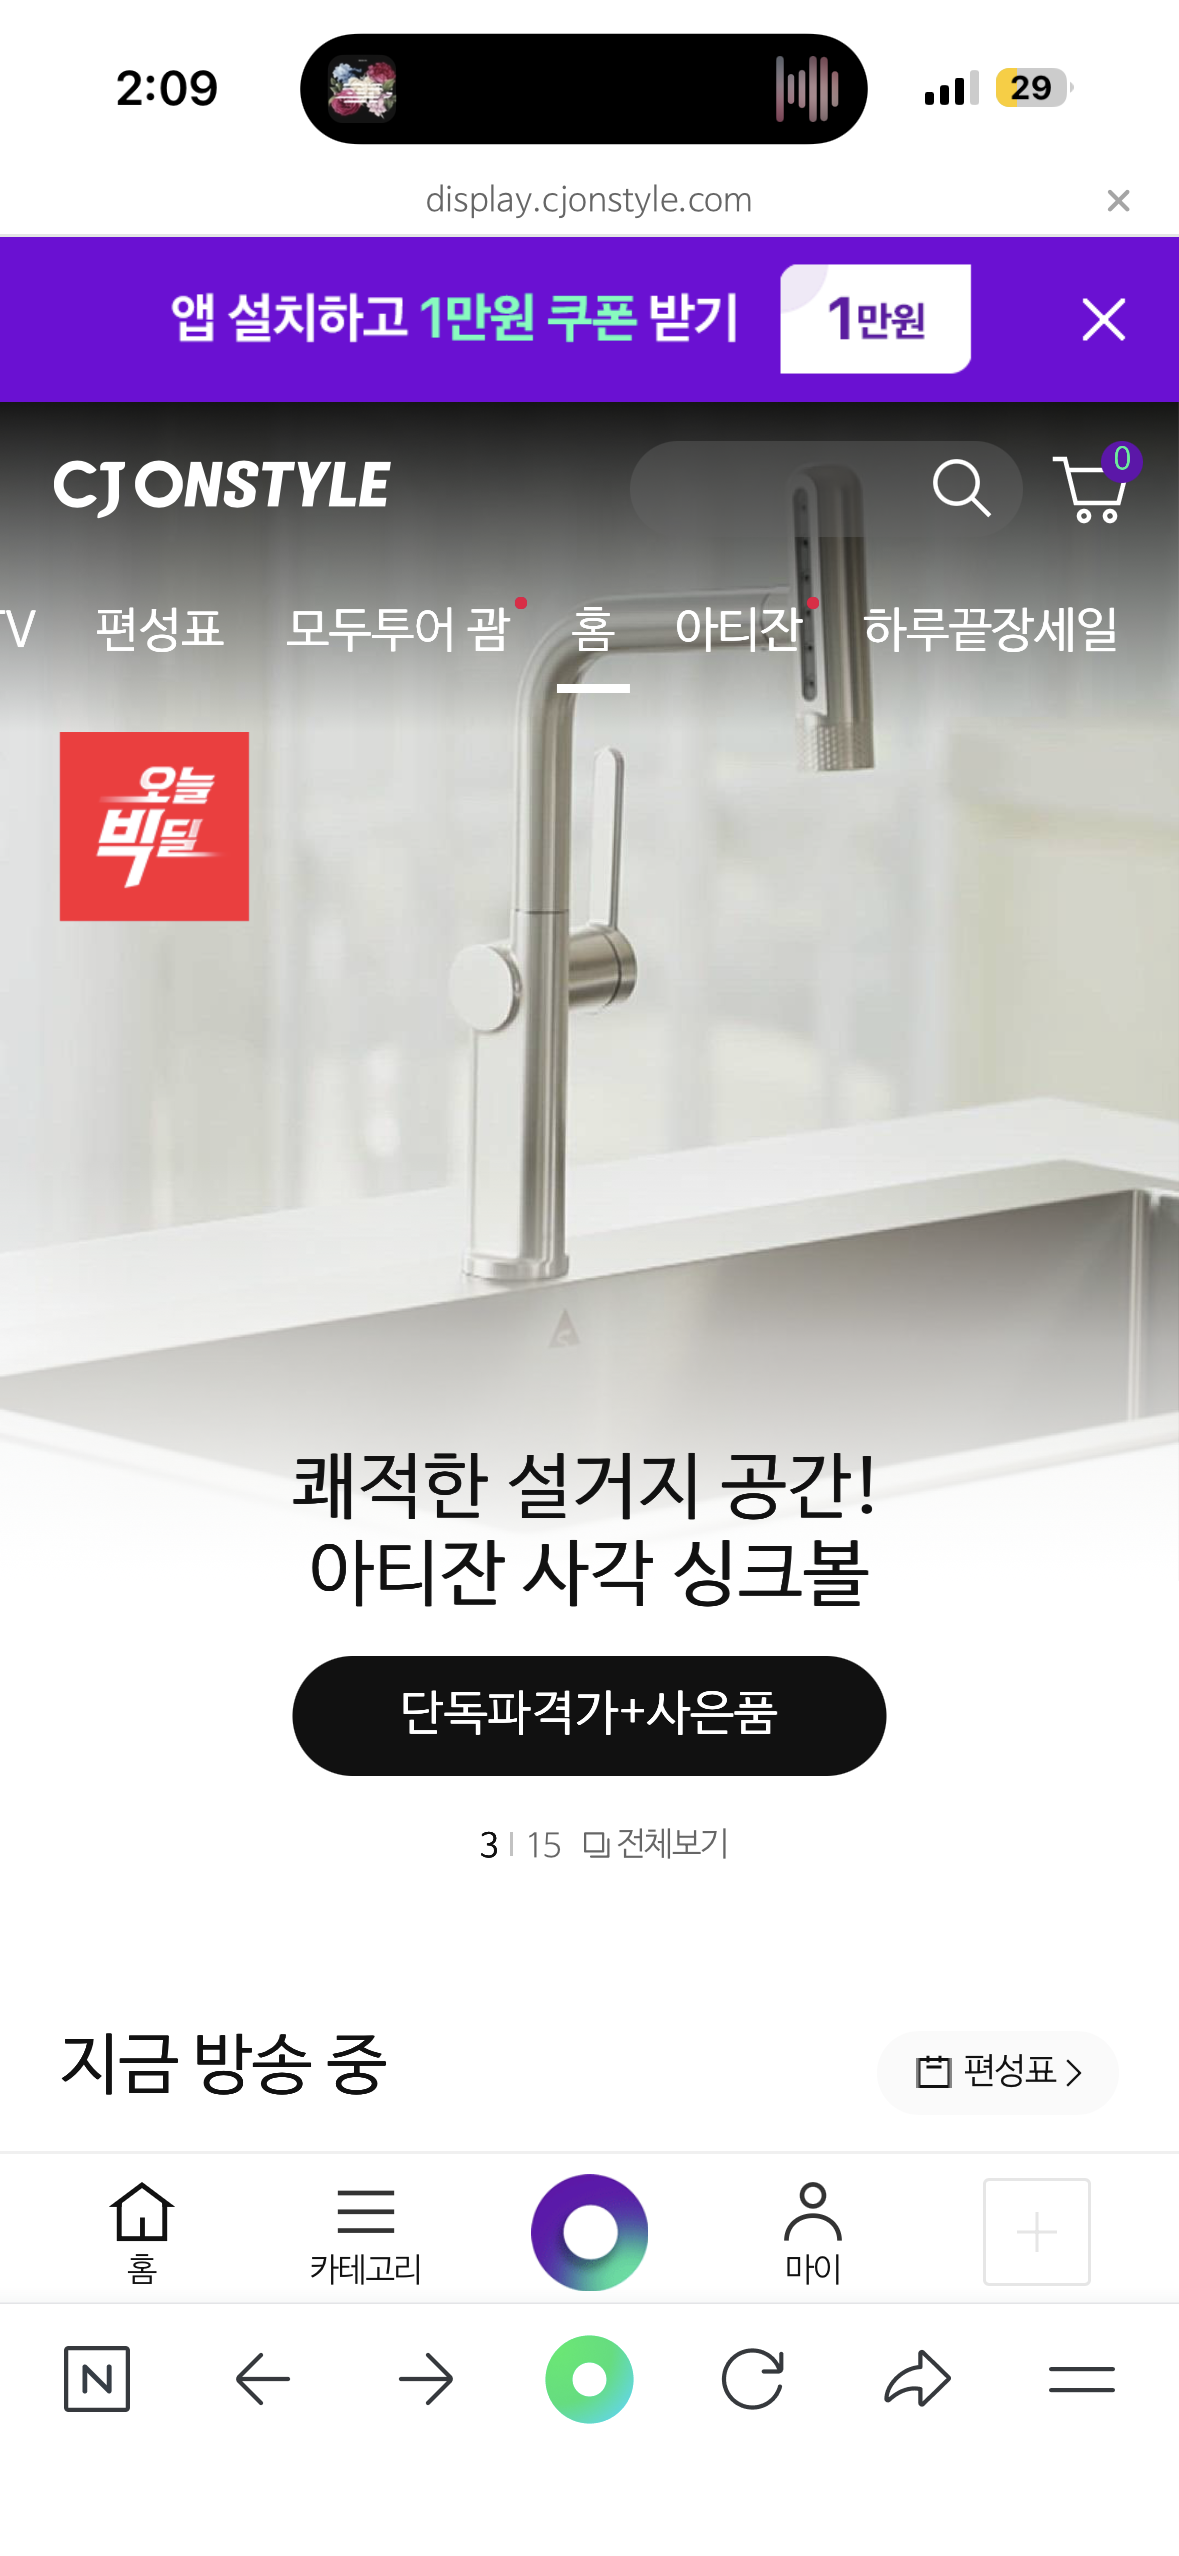 2:09
29
display.cjonstyle.com
앱 설치하고 1만원 쿠폰 받기
1만원
CJ ONSTYLE
0
TV 편성표 모두투어 괌 홈 아티잔 하루끝장세일
오늘
빅딜
쾌적한 설거지 공간!
아티잔 사각 싱크볼
단독파격가+사은품
3 | 15 전체보기
지금 방송 중
편성표
홈 카테고리 마이
N